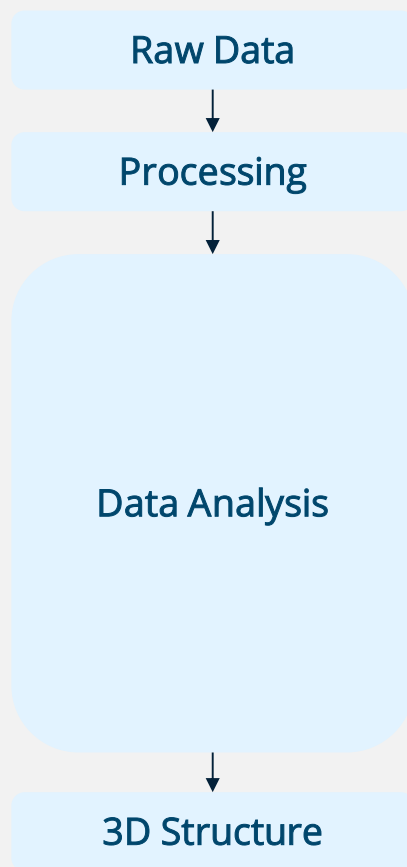 Raw Data
Processing
Data Analysis
3D Structure